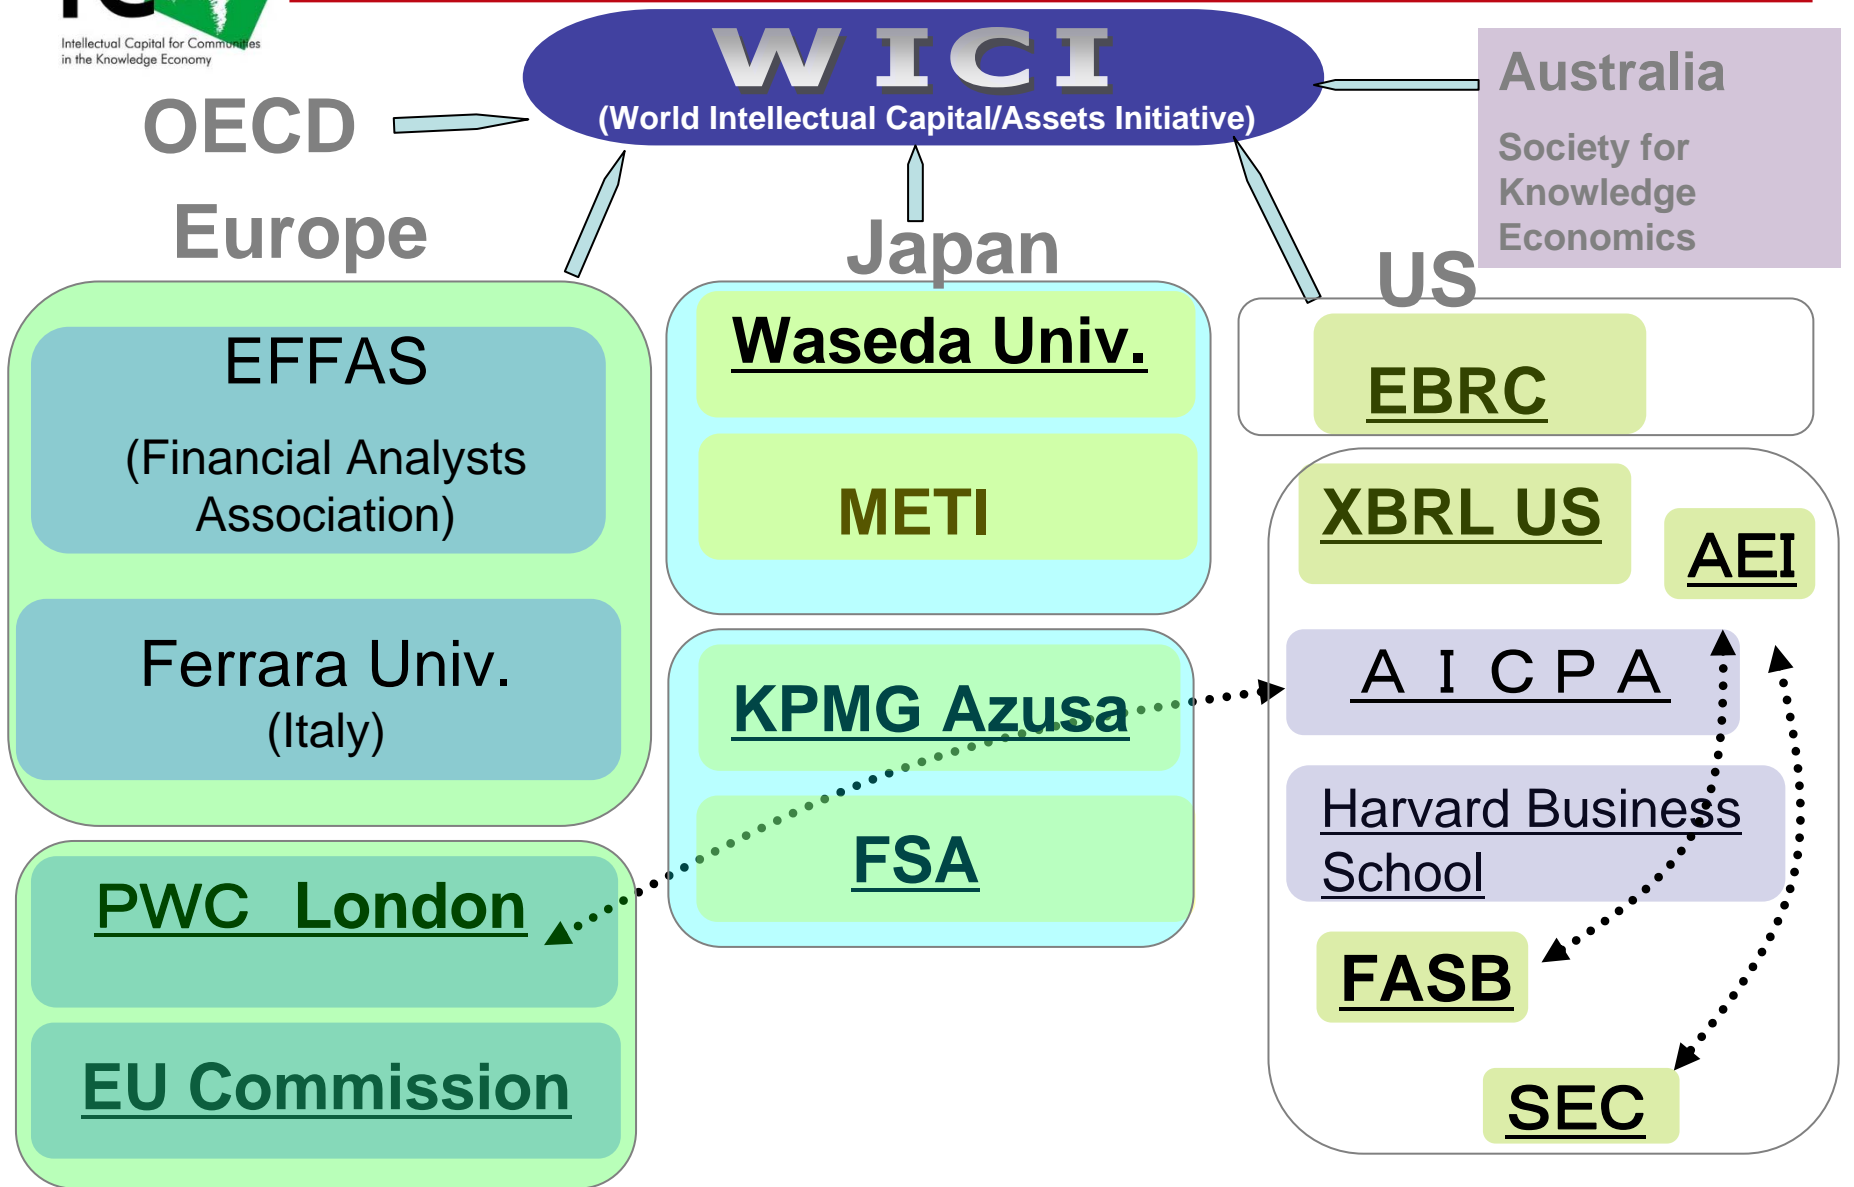 Intellectual Capital for Communities
in the Knowledge Economy
WICI
(World Intellectual Capital/Assets Initiative)
OECD
Australia
Society for
Knowledge
Economics
Europe
Japan
US
EFFAS
(Financial Analysts
Association)
Ferrara Univ.
(Italy)
PWC London
EU Commission
Waseda Univ.
METI
KPMG Azusa
FSA
EBRC
XBRL US
AEI
ＡＩＣＰＡ
Harvard Business
School
FASB
SEC